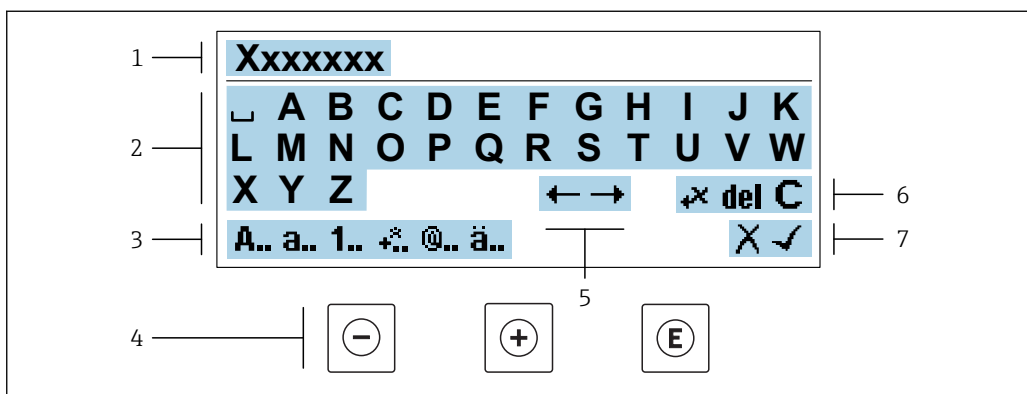 1 Xxxxxxx
␣ A B C D E F G H I J K
2 L M N O P Q R S T U V W
X Y Z ← → +× del C 6
3 A.. a.. 1.. +×.. @.. ä.. X ✓ 7
5
4 − + E